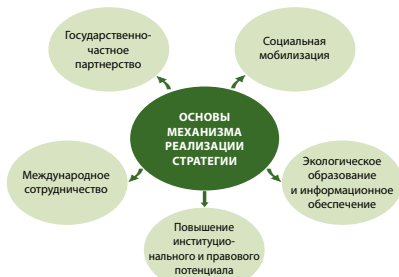 Государственно-
частное
партнерство
Социальная
мобилизация
ОСНОВЫ
МЕХАНИЗМА
РЕАЛИЗАЦИИ
СТРАТЕГИИ
Международное
сотрудничество
Экологическое
образование
и информационное
обеспечение
Повышение
институцио-
нального и правового
потенциала